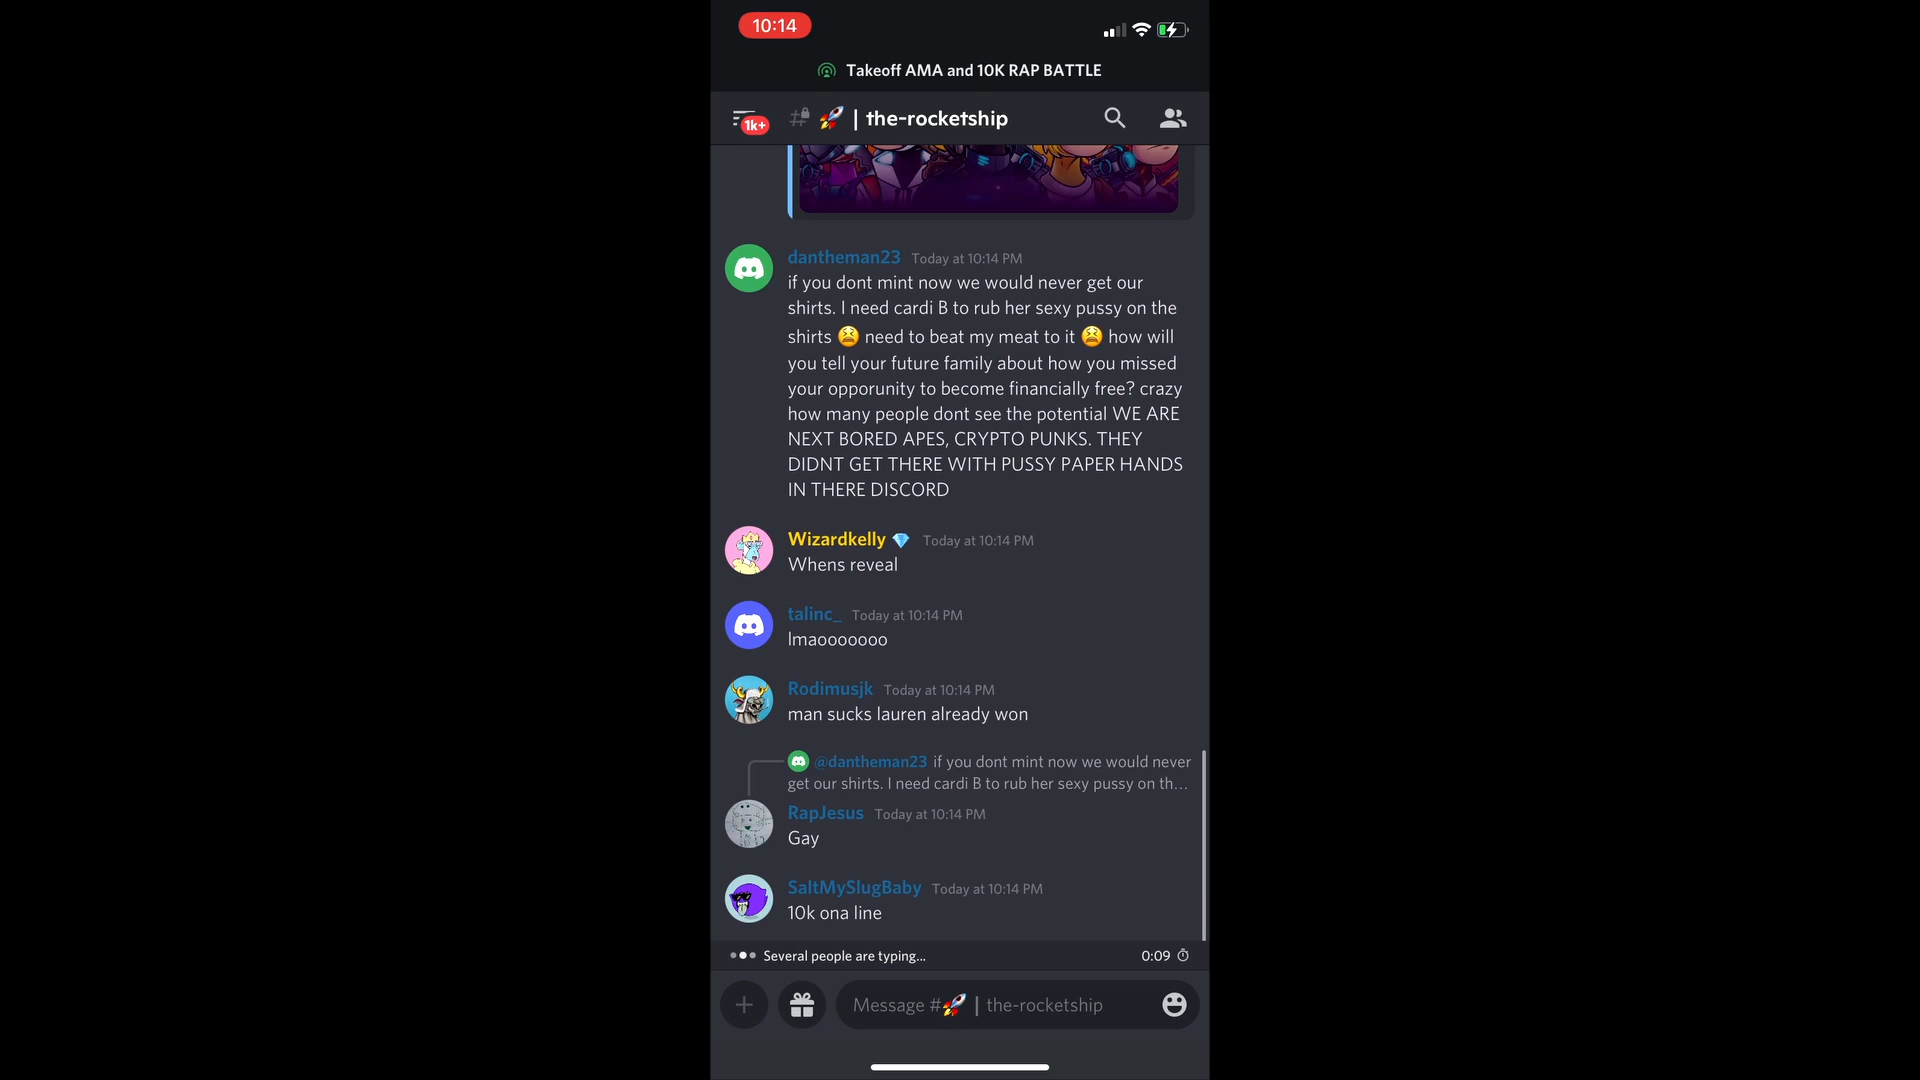 10:14
Takeoff AMA and 10K RAP BATTLE
1k+
# 🚀 | the-rocketship
dantheman23 Today at 10:14 PM
if you dont mint now we would never get our
shirts. I need cardi B to rub her sexy pussy on the
shirts 😫 need to beat my meat to it 😫 how will
you tell your future family about how you missed
your opporunity to become financially free? crazy
how many people dont see the potential WE ARE
NEXT BORED APES, CRYPTO PUNKS. THEY
DIDNT GET THERE WITH PUSSY PAPER HANDS
IN THERE DISCORD
Wizardkelly 💎 Today at 10:14 PM
Whens reveal
talinc_ Today at 10:14 PM
lmaooooooo
Rodimusjk Today at 10:14 PM
man sucks lauren already won
@dantheman23 if you dont mint now we would never
get our shirts. I need cardi B to rub her sexy pussy on th...
RapJesus Today at 10:14 PM
Gay
SaltMySlugBaby Today at 10:14 PM
10k ona line
Several people are typing... 0:09
Message #🚀 | the-rocketship